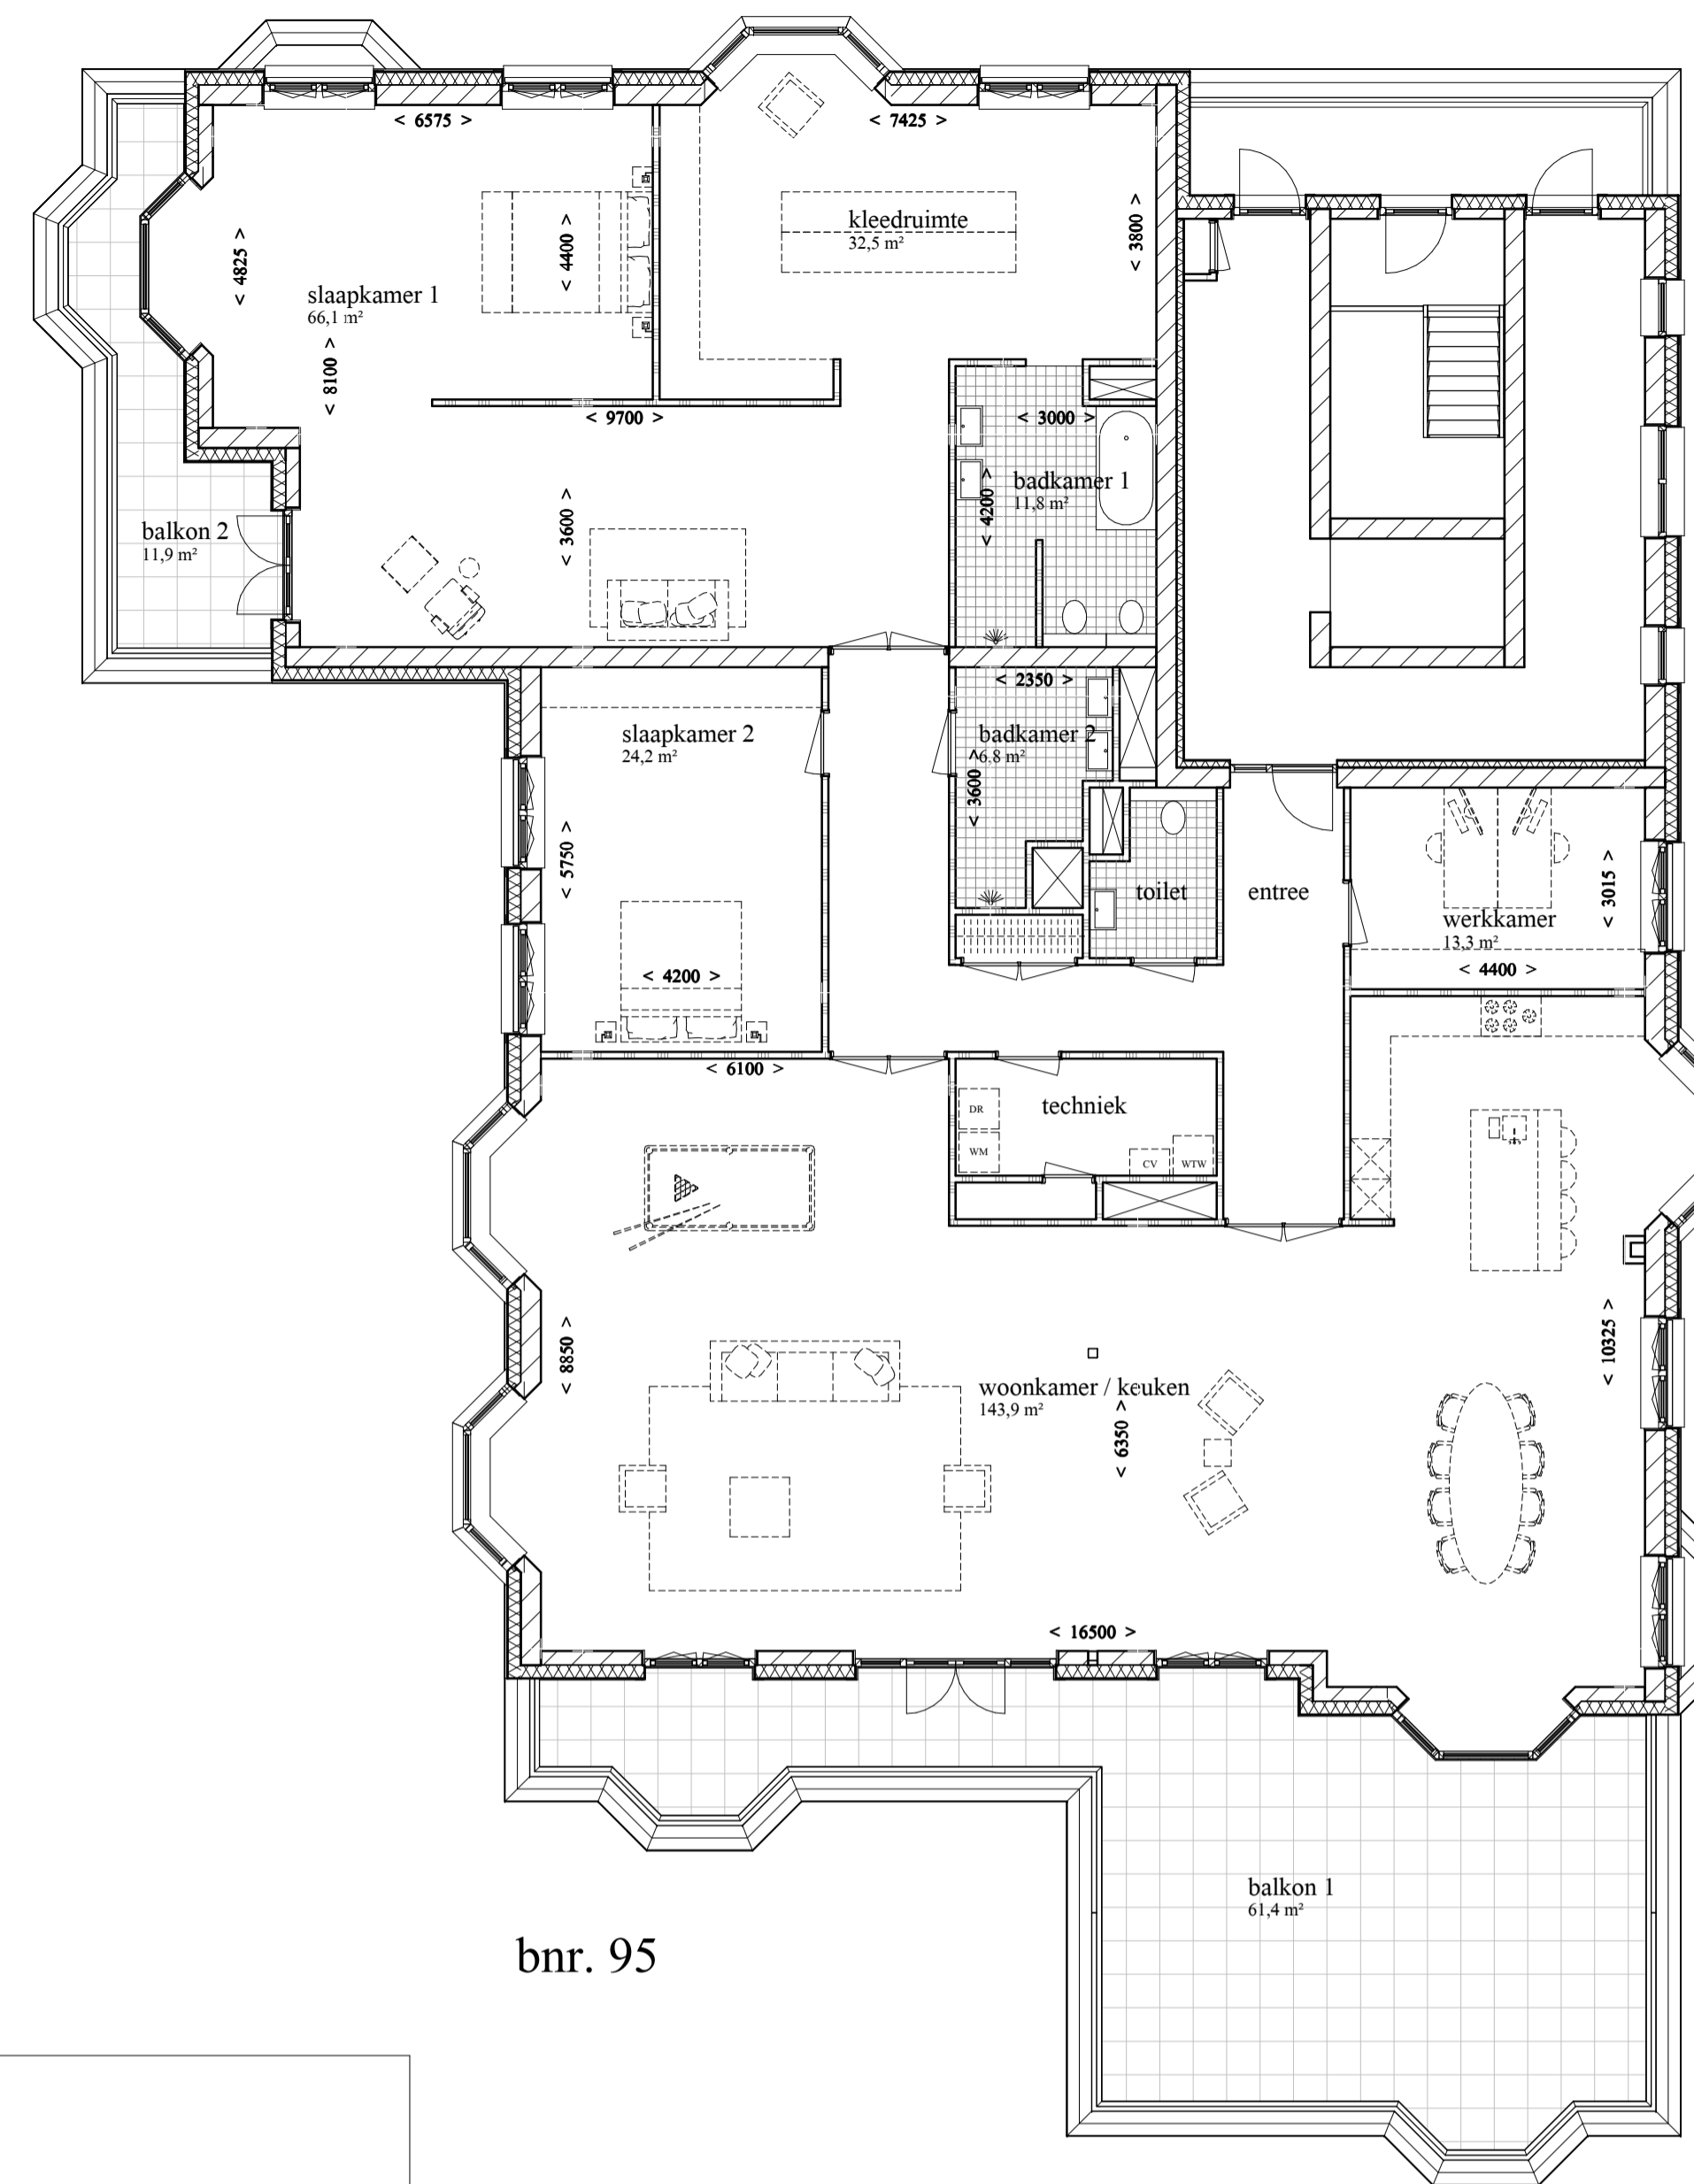 < 6575 >
< 7425 >
kleedruimte
32,5 m²
< 3800 >
< 4400 >
< 4825 >
slaapkamer 1
66,1 m²
< 8100 >
< 9700 >
< 3000 >
badkamer 1
11,8 m²
< 4200 >
< 3600 >
balkon 2
11,9 m²
< 2350 >
slaapkamer 2
24,2 m²
badkamer 2
6,8 m²
< 3600 >
< 5750 >
toilet
entree
< 3015 >
werkkamer
13,3 m²
< 4400 >
< 4200 >
< 6100 >
techniek
DR
WM
CV
WTW
< 8850 >
< 10325 >
woonkamer / keuken
143,9 m²
< 6350 >
< 16500 >
balkon 1
61,4 m²
bnr. 95